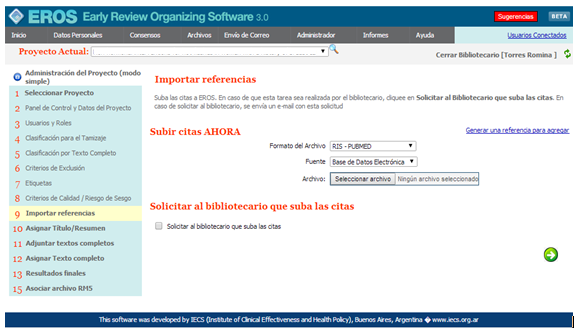 EROS Early Review Organizing Software 3.0
Sugerencias
BETA
Inicio Datos Personales Consensos Archivos Envío de Correo Administrador Informes Ayuda Usuarios Conectados
Proyecto Actual:
Cerrar Bibliotecario [Torres Romina ]
Administración del Proyecto (modo simple)
1 Seleccionar Proyecto
2 Panel de Control y Datos del Proyecto
3 Usuarios y Roles
4 Clasificación para el Tamizaje
5 Clasificación por Texto Completo
6 Criterios de Exclusión
7 Etiquetas
8 Criterios de Calidad / Riesgo de Sesgo
9 Importar referencias
10 Asignar Título/Resumen
11 Adjuntar textos completos
12 Asignar Texto completo
13 Resultados finales
15 Asociar archivo RMS
Importar referencias
Suba las citas a EROS. En caso de que esta tarea sea realizada por el bibliotecario, cliquee en Solicitar al Bibliotecario que suba las citas. En
caso de solicitar al bibliotecario, se envía un e-mail con esta solicitud
Subir citas AHORA
Generar una referencia para agregar
Formato del Archivo RIS - PUBMED
Fuente Base de Datos Electrónica
Archivo: Seleccionar archivo Ningún archivo seleccionado
Solicitar al bibliotecario que suba las citas
Solicitar al bibliotecario que suba las citas
This software was developed by IECS (Institute of Clinical Effectiveness and Health Policy), Buenos Aires, Argentina ◆ www.iecs.org.ar